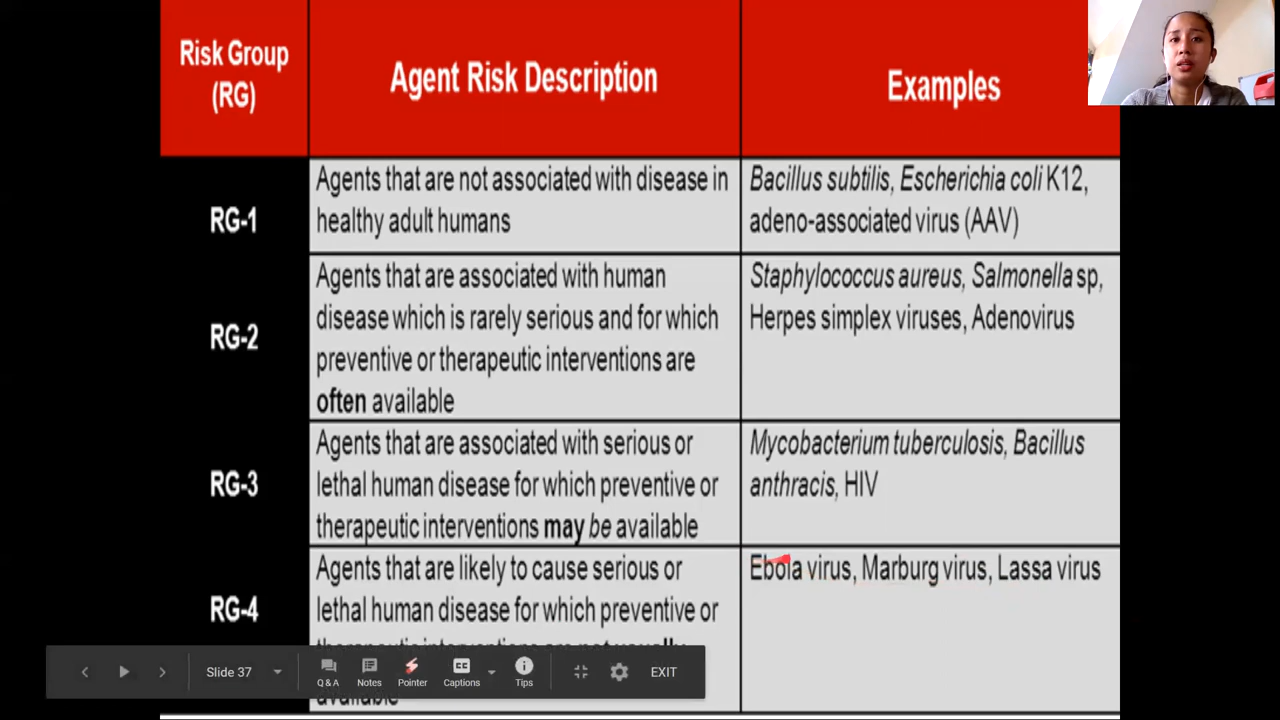 Risk Group
(RG)
Agent Risk Description
Examples
RG-1
Agents that are not associated with disease in
healthy adult humans
Bacillus subtilis, Escherichia coli K12,
adeno-associated virus (AAV)
RG-2
Agents that are associated with human
disease which is rarely serious and for which
preventive or therapeutic interventions are
often available
Staphylococcus aureus, Salmonella sp,
Herpes simplex viruses, Adenovirus
RG-3
Agents that are associated with serious or
lethal human disease for which preventive or
therapeutic interventions may be available
Mycobacterium tuberculosis, Bacillus
anthracis, HIV
RG-4
Agents that are likely to cause serious or
lethal human disease for which preventive or
therapeutic interventions are not usually
available
Ebola virus, Marburg virus, Lassa virus
Slide 37
Q & A
Notes
Pointer
CC
Captions
Tips
EXIT